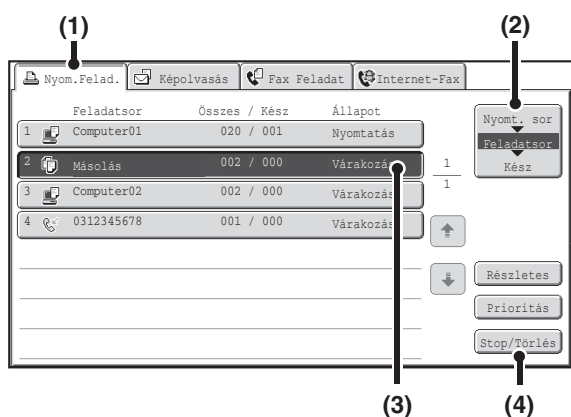 (1) (2)
Nyom.Felad. Képolvasás Fax Feladat Internet-Fax
Feladatsor Összes / Kész Állapot
1 Computer01 020 / 001 Nyomtatás
2 Másolás 002 / 000 Várakozás
3 Computer02 002 / 000 Várakozás
4 0312345678 001 / 000 Várakozás
1
1
Nyomt. sor
Feladatsor
Kész
Részletes
Prioritás
Stop/Törlés
(3) (4)